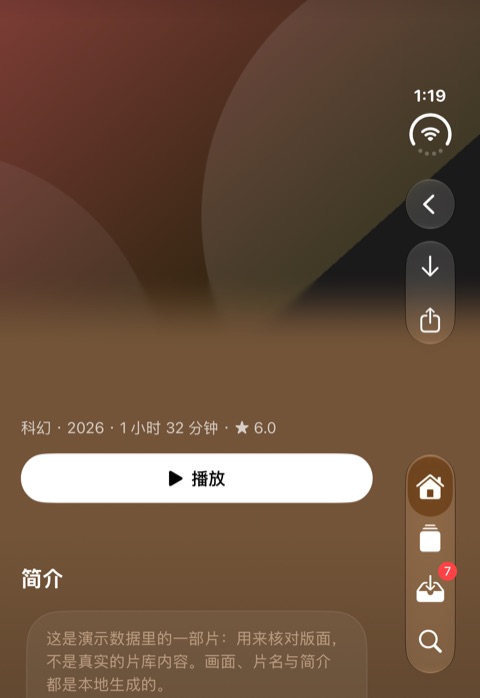 1:19
科幻 · 2026 · 1 小时 32 分钟 · ★ 6.0
播放
7
简介
这是演示数据里的一部片：用来核对版面，
不是真实的片库内容。画面、片名与简介
都是本地生成的。